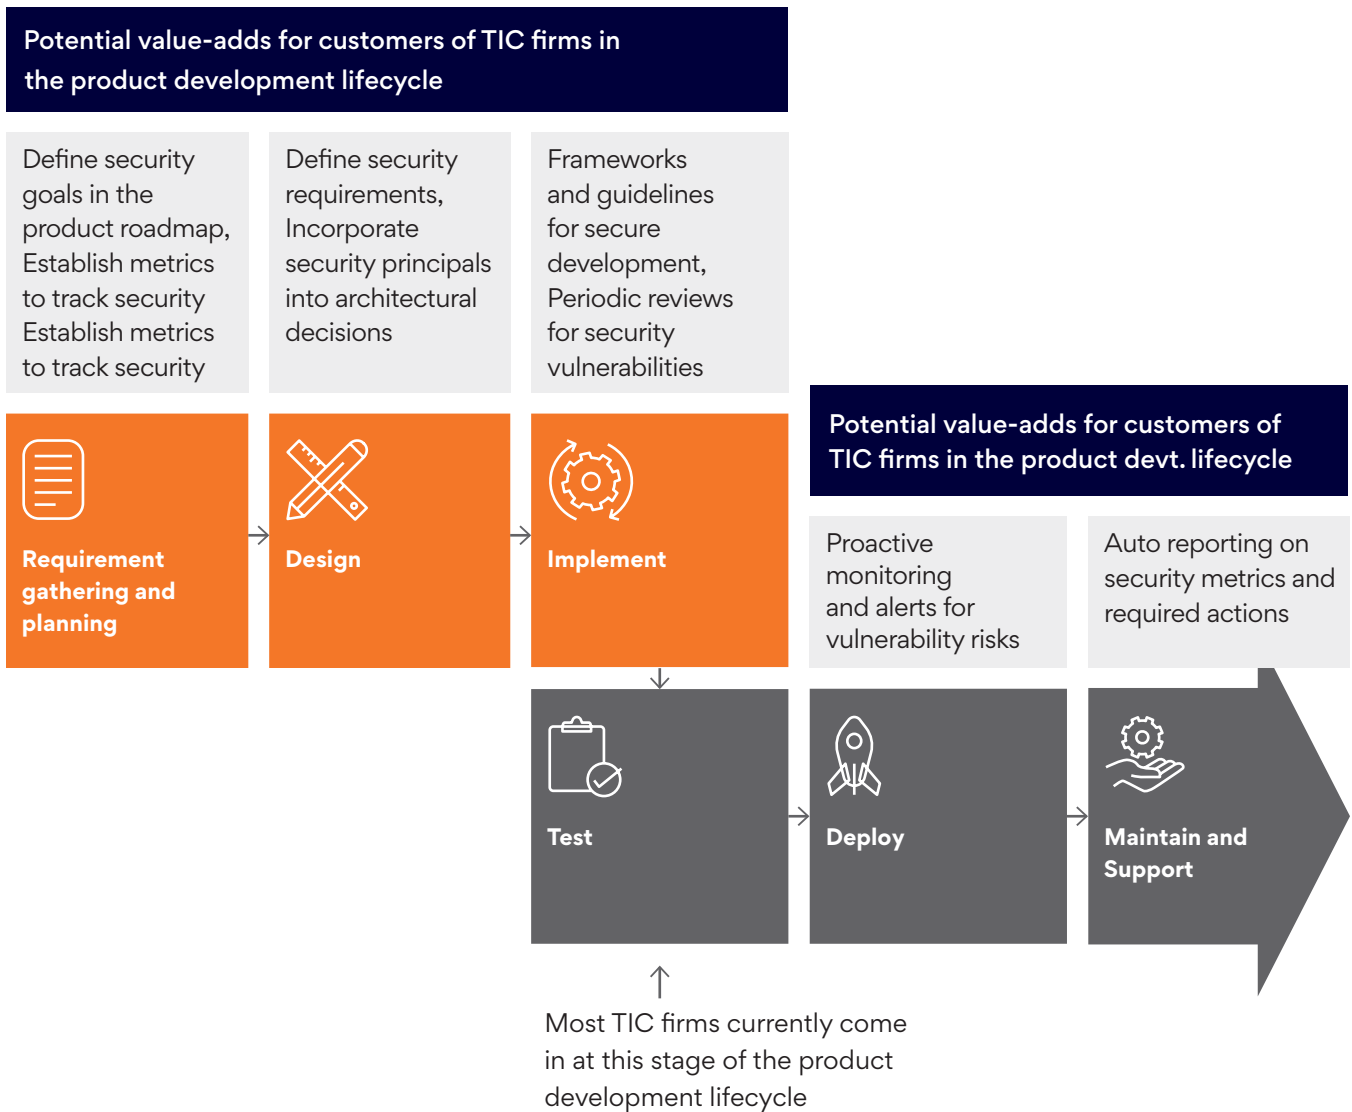 Potential value-adds for customers of TIC firms in
the product development lifecycle
Define security
goals in the
product roadmap,
Establish metrics
to track security
Establish metrics
to track security
Define security
requirements,
Incorporate
security principals
into architectural
decisions
Frameworks
and guidelines
for secure
development,
Periodic reviews
for security
vulnerabilities
Requirement
gathering and
planning
Design
Implement
Potential value-adds for customers of
TIC firms in the product devt. lifecycle
Proactive
monitoring
and alerts for
vulnerability risks
Auto reporting on
security metrics and
required actions
Test
Deploy
Maintain and
Support
Most TIC firms currently come
in at this stage of the product
development lifecycle